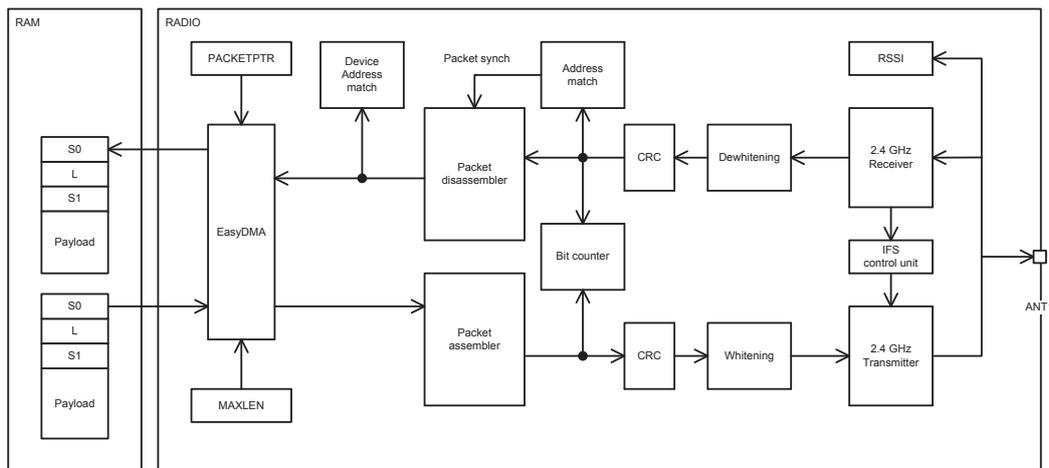 RAM
RADIO
PACKETPTR
Device
Address
match
Packet synch
Address
match
RSSI
S0
L
S1
Payload
EasyDMA
Packet
disassembler
CRC
Dewhitening
2.4 GHz
Receiver
Bit counter
IFS
control unit
ANT
S0
L
S1
Payload
Packet
assembler
CRC
Whitening
2.4 GHz
Transmitter
MAXLEN